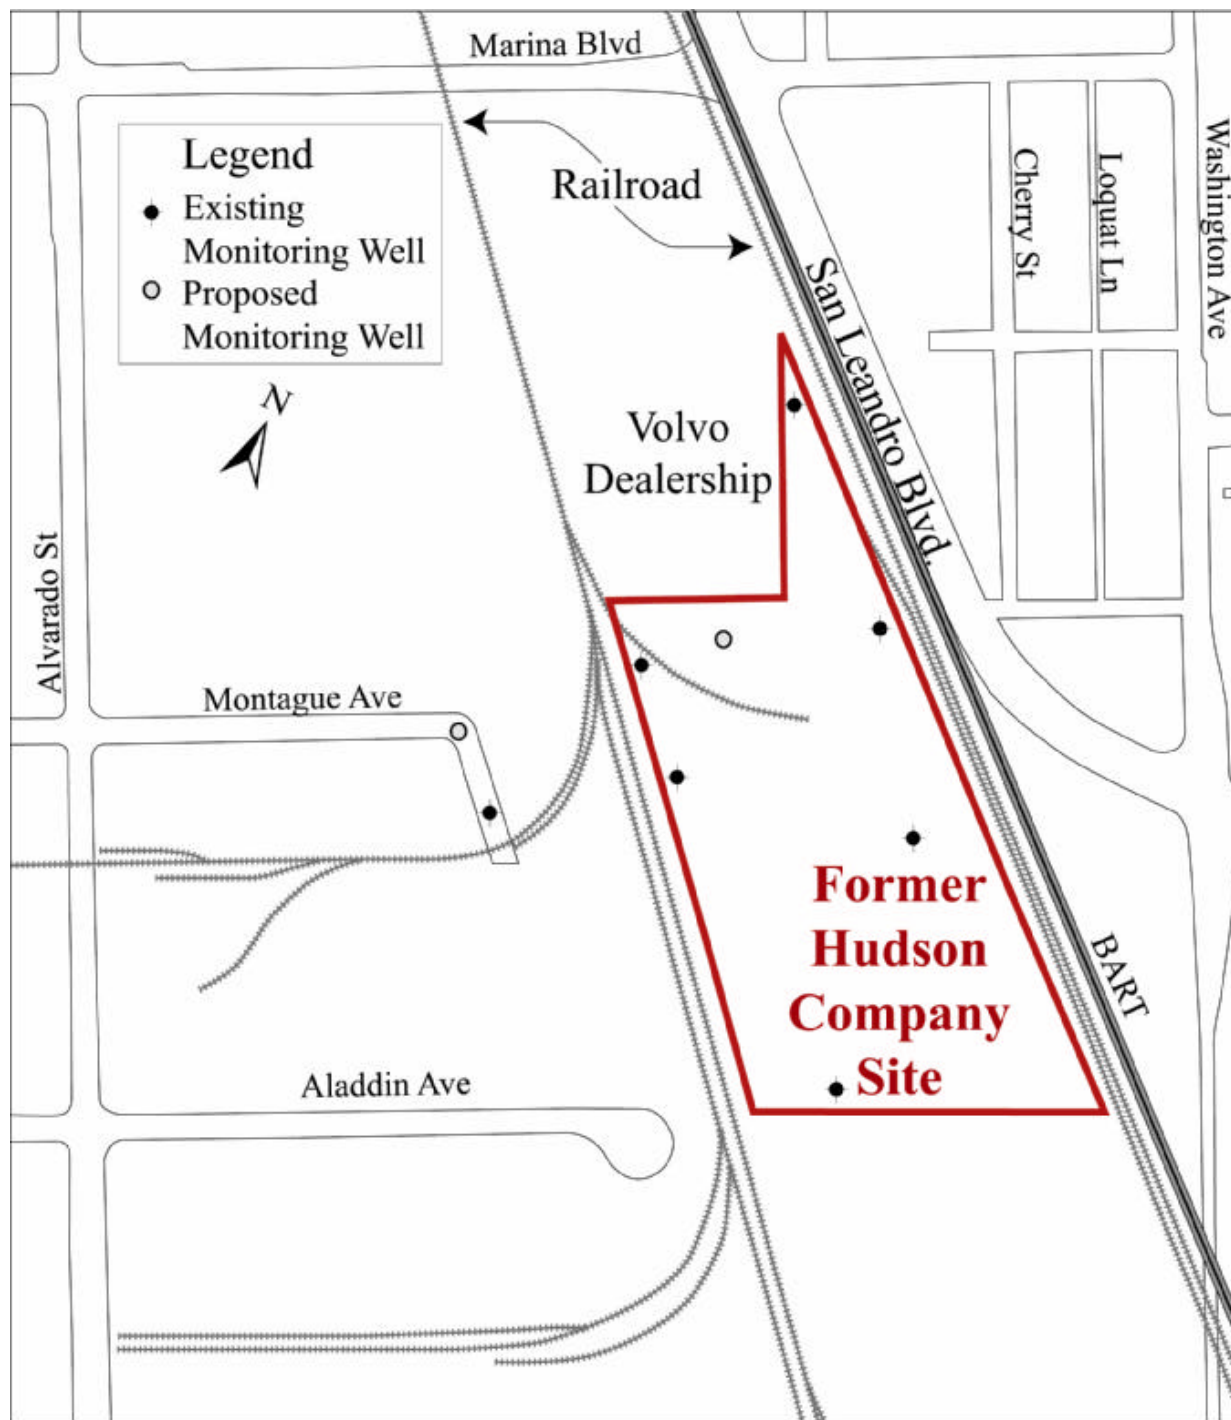 Marina Blvd
Legend
Existing
Monitoring Well
Proposed
Monitoring Well
Railroad
Cherry St
Loquat Ln
Washington Ave
N
San Leandro Blvd.
Volvo
Dealership
Alvarado St
Montague Ave
Former
Hudson
Company
Site
BART
Aladdin Ave